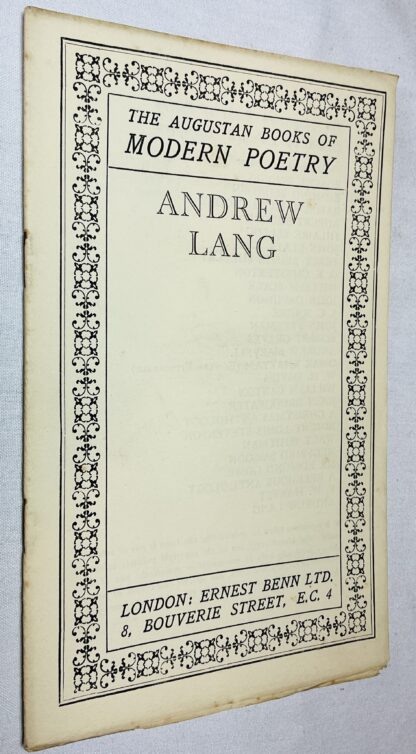 THE AUGUSTAN BOOKS OF
MODERN POETRY
ANDREW
LANG
LONDON: ERNEST BENN LTD.
8, BOUVERIE STREET, E.C. 4